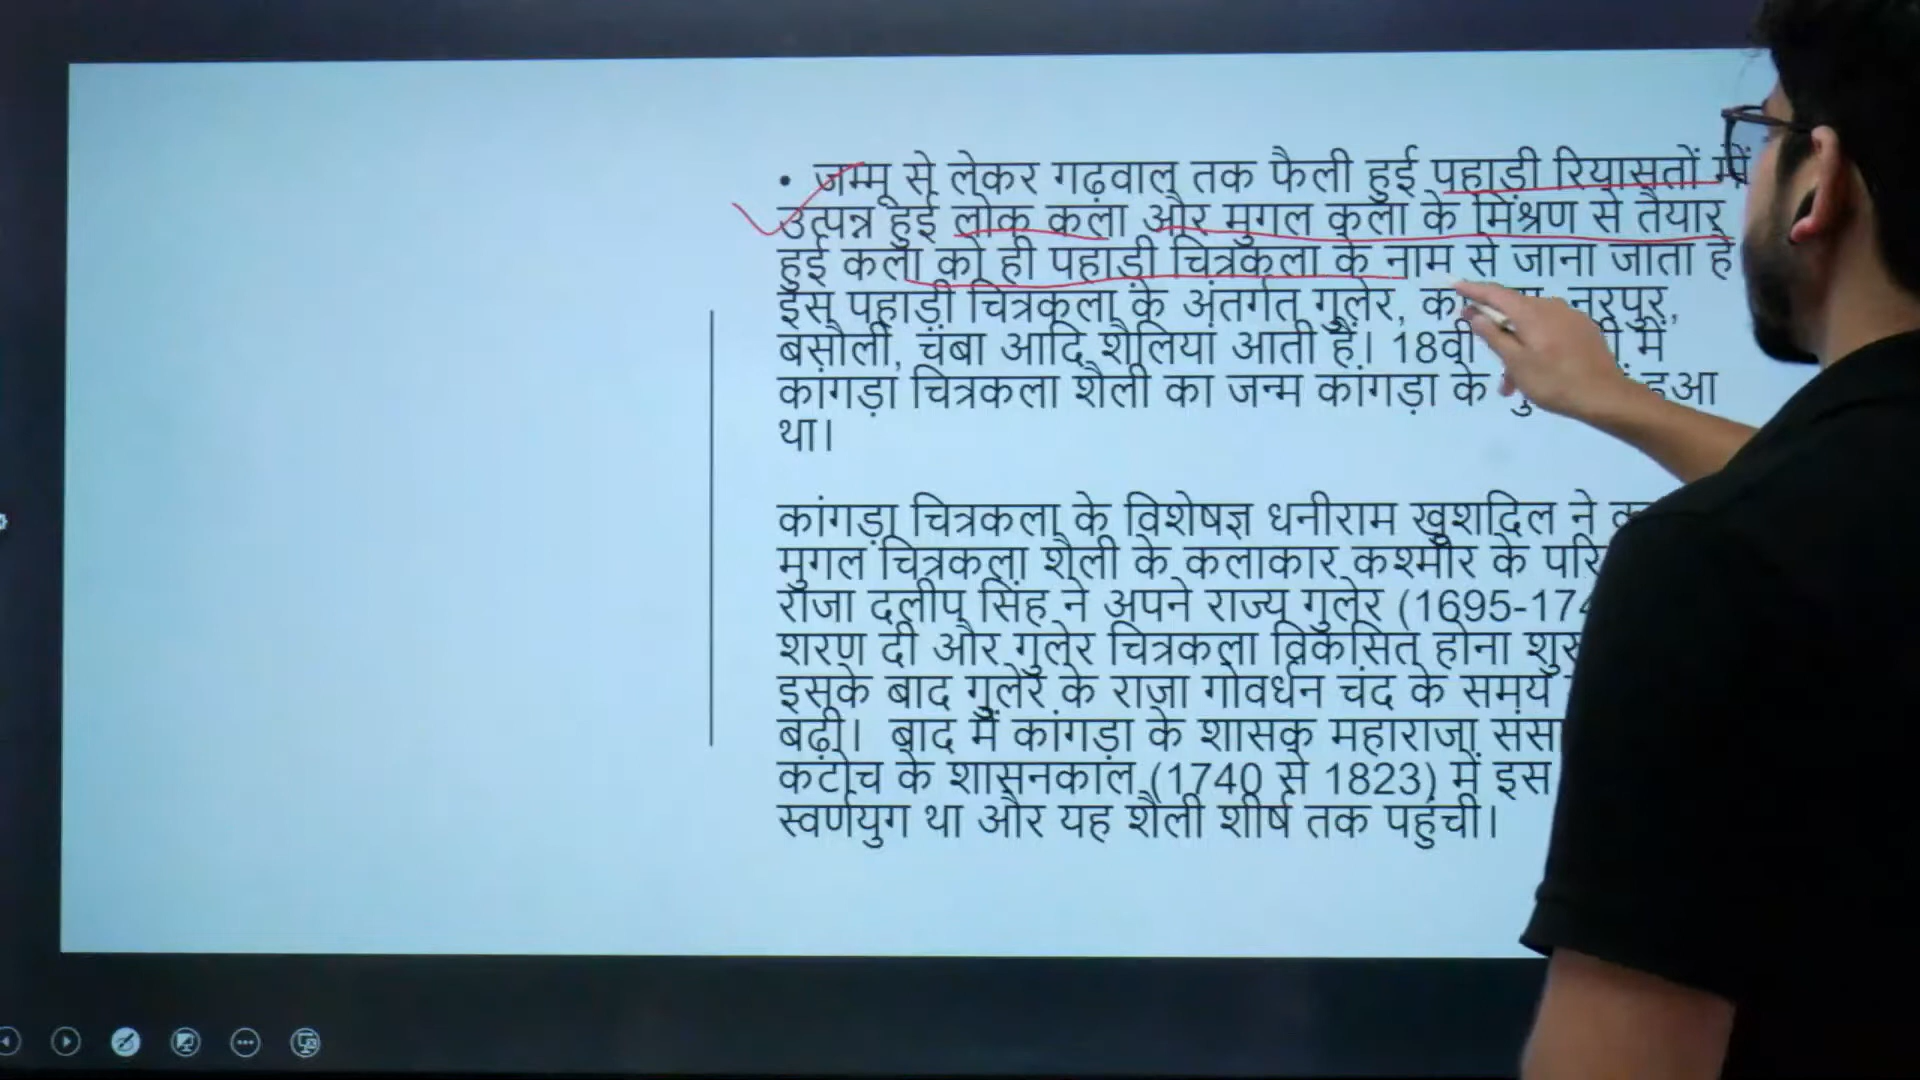 • जम्मू से लेकर गढ़वाल तक फैली हुई पहाड़ी रियासतों में
उत्पन्न हुई लोक कला और मुगल कला के मिश्रण से तैयार
हुई कला को ही पहाड़ी चित्रकला के नाम से जाना जाता है
इस पहाड़ी चित्रकला के अंतर्गत गुलेर, नूरपुर,
बसौली, चंबा आदि शैलियां आती हैं। 18वीं में
कांगड़ा चित्रकला शैली का जन्म कांगड़ा के हुआ
था।
कांगड़ा चित्रकला के विशेषज्ञ धनीराम खुशदिल ने
मुगल चित्रकला शैली के कलाकार कश्मीर के
राजा दलीप सिंह ने अपने राज्य गुलेर (1695-174
शरण दी और गुलेर चित्रकला विकसित होना
इसके बाद गुलेर के राजा गोवर्धन चंद के समय
बढ़ी। बाद में कांगड़ा के शासक महाराजा
कटोच के शासनकाल (1740 से 1823) में इस
स्वर्णयुग था और यह शैली शीर्ष तक पहुंची।